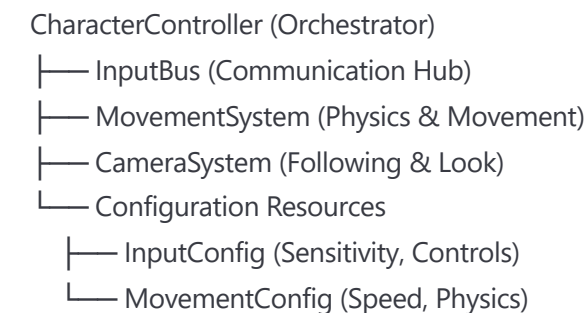 CharacterController (Orchestrator)
├── InputBus (Communication Hub)
├── MovementSystem (Physics & Movement)
├── CameraSystem (Following & Look)
└── Configuration Resources
    ├── InputConfig (Sensitivity, Controls)
    └── MovementConfig (Speed, Physics)